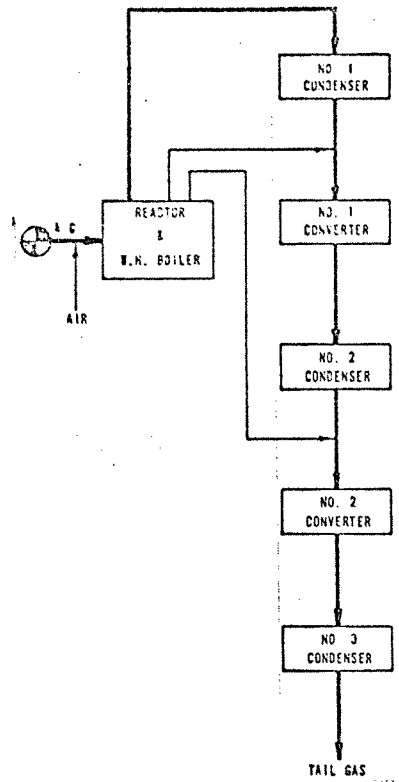 NO. 1
CONDENSER
REACTOR
&
W.H. BOILER
NO. 1
CONVERTER
A G
AIR
NO. 2
CONDENSER
NO. 2
CONVERTER
NO. 3
CONDENSER
TAIL GAS